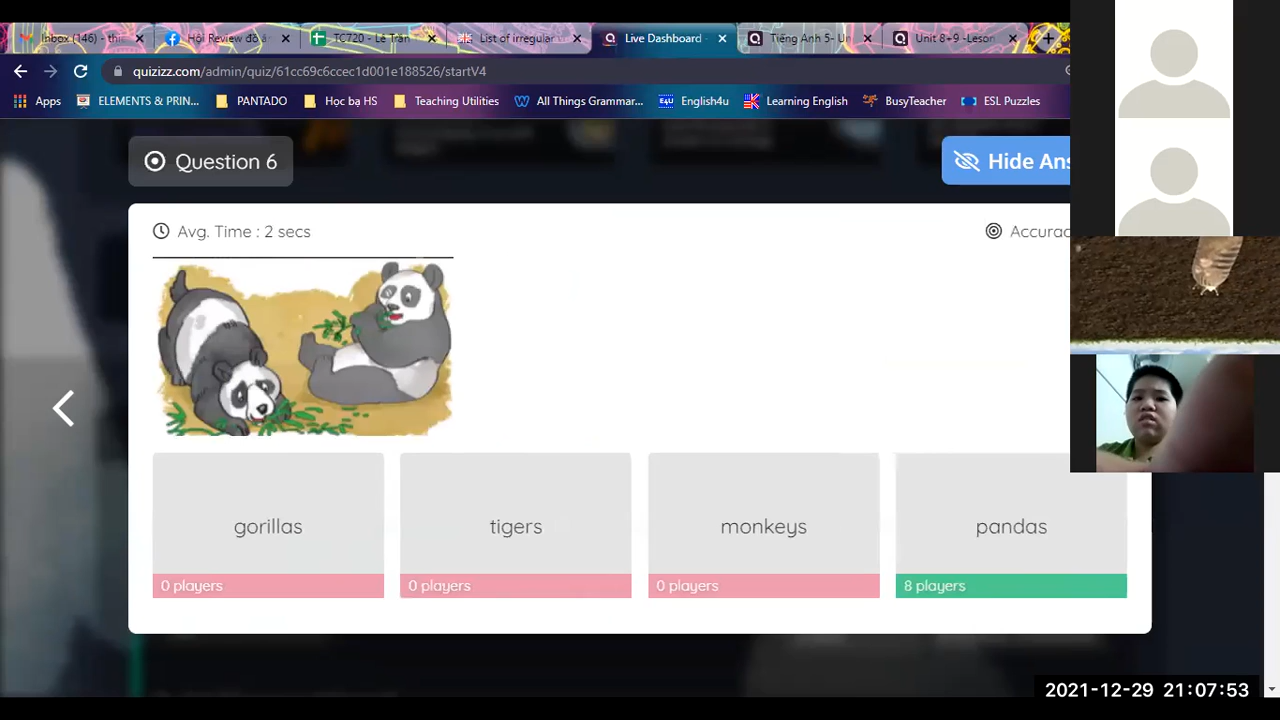 Inbox (146) - thi
Hội Review đồ ă
TC720 - Lê Trần
List of irregular
Live Dashboard
Tiếng Anh 5- Un
Unit 8+9 -Leson
quizizz.com/admin/quiz/61cc69c6ccec1d001e188526/startV4
Apps
ELEMENTS & PRIN...
PANTADO
Học bạ HS
Teaching Utilities
All Things Grammar...
E4U
English4u
Learning English
BusyTeacher
ESL Puzzles
Question 6
Hide Ans
Avg. Time : 2 secs
Accurac
gorillas
tigers
monkeys
pandas
0 players
0 players
0 players
8 players
2021-12-29 21:07:53